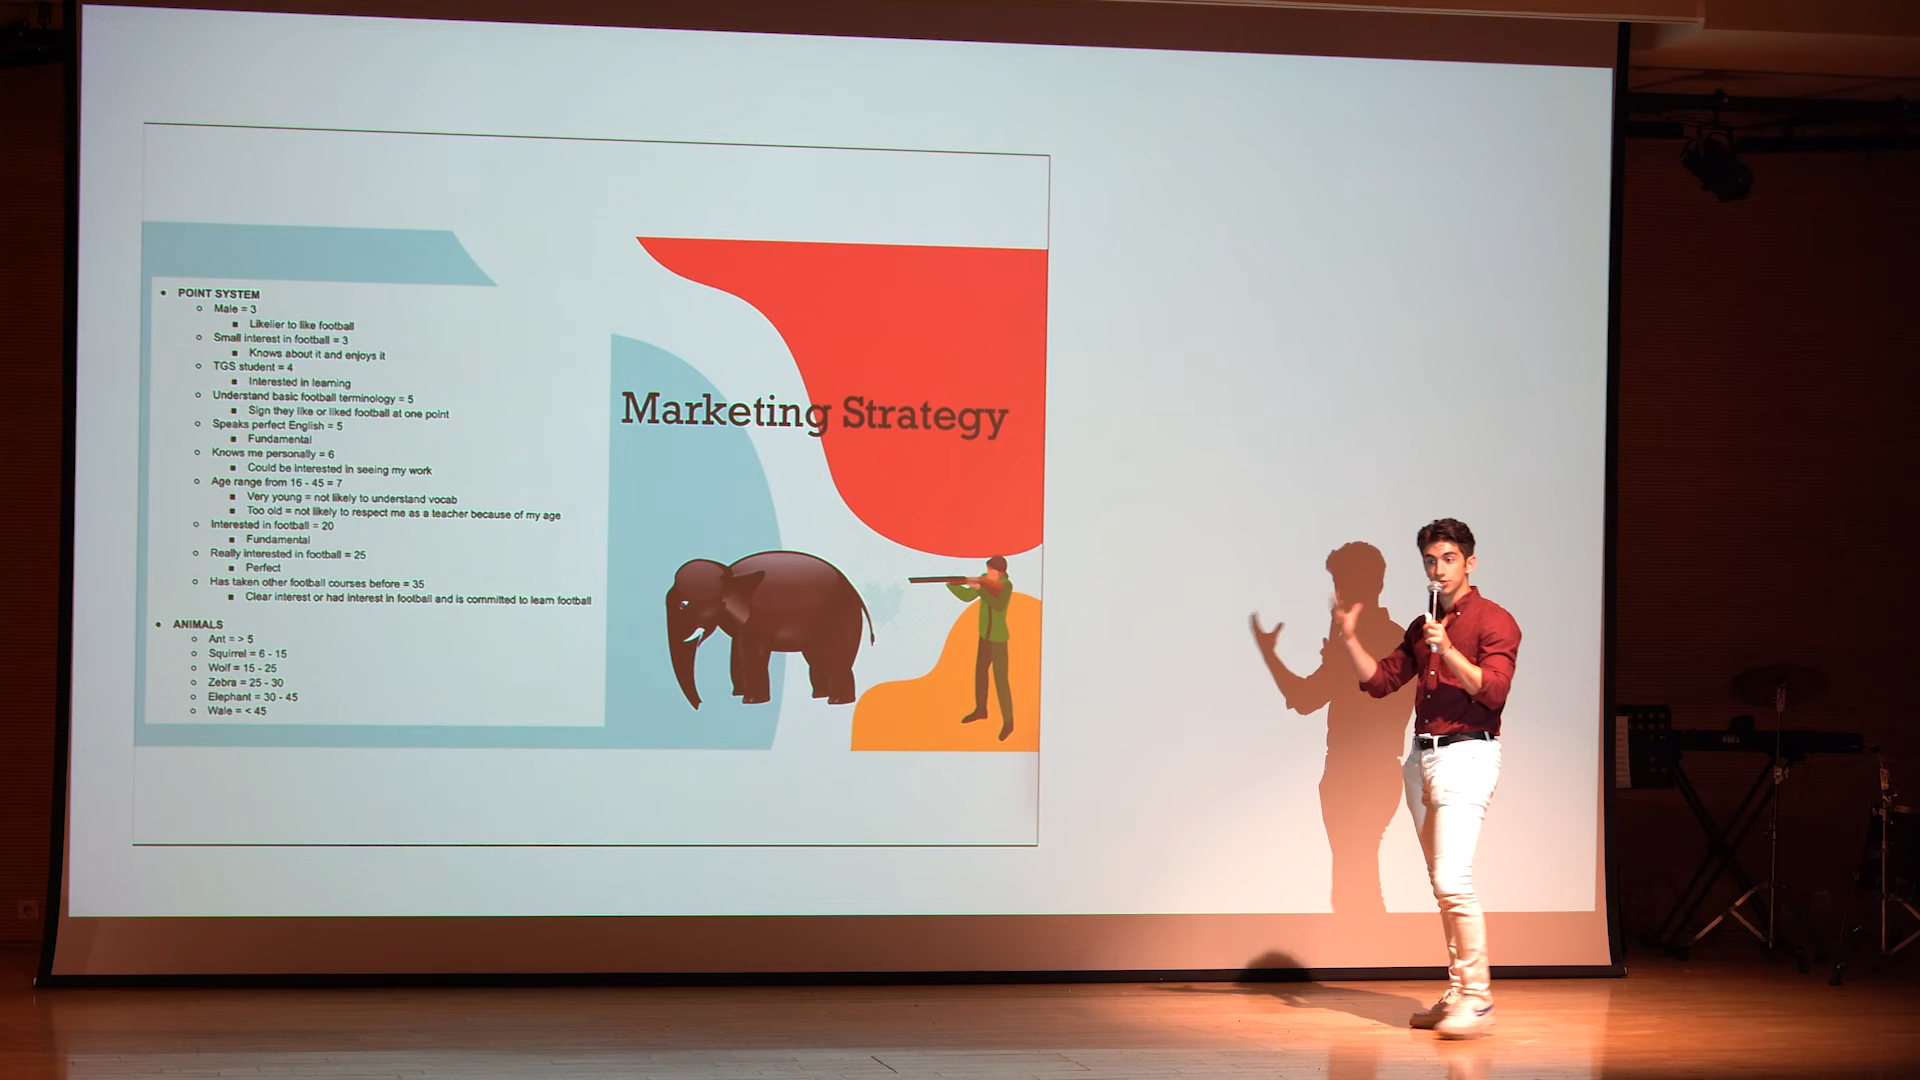 POINT SYSTEM
Male = 3
Likelier to like football
Small interest in football = 3
Knows about it and enjoys it
TGS student = 4
Interested in learning
Understand basic football terminology = 5
Sign they like or liked football at one point
Speaks perfect English = 5
Fundamental
Knows me personally = 6
Could be interested in seeing my work
Age range from 16 - 45 = 7
Very young = not likely to understand vocab
Too old = not likely to respect me as a teacher because of my age
Interested in football = 20
Fundamental
Really interested in football = 25
Perfect
Has taken other football courses before = 35
Clear interest or had interest in football and is committed to learn football
ANIMALS
Ant = > 5
Squirrel = 6 - 15
Wolf = 15 - 25
Zebra = 25 - 30
Elephant = 30 - 45
Wale = < 45
Marketing Strategy